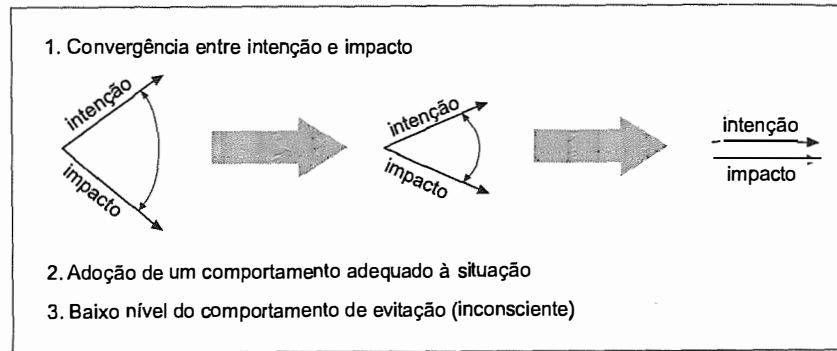 1. Convergência entre intenção e impacto
intenção
impacto
intenção
impacto
intenção
impacto
2. Adoção de um comportamento adequado à situação
3. Baixo nível do comportamento de evitação (inconsciente)